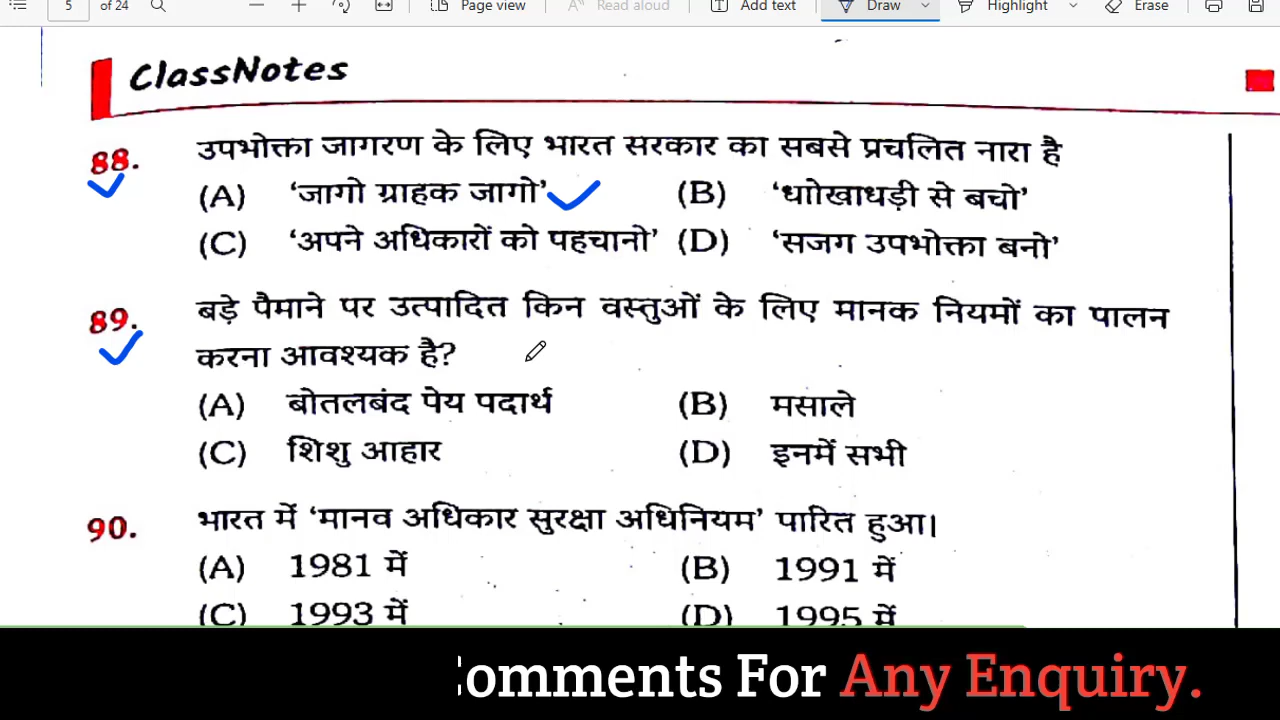 5 of 24 Page view Read aloud Add text Draw Highlight Erase
ClassNotes
88. उपभोक्ता जागरण के लिए भारत सरकार का सबसे प्रचलित नारा है
(A) ‘जागो ग्राहक जागो’ (B) ‘धाोखाधड़ी से बचो’
(C) ‘अपने अधिकारों को पहचानो’ (D) ‘सजग उपभोक्ता बनो’
89. बड़े पैमाने पर उत्पादित किन वस्तुओं के लिए मानक नियमों का पालन
करना आवश्यक है?
(A) बोतलबंद पेय पदार्थ (B) मसाले
(C) शिशु आहार (D) इनमें सभी
90. भारत में ‘मानव अधिकार सुरक्षा अधिनियम’ पारित हुआ।
(A) 1981 में (B) 1991 में
(C) 1993 में (D) 1995 में
omments For Any Enquiry.